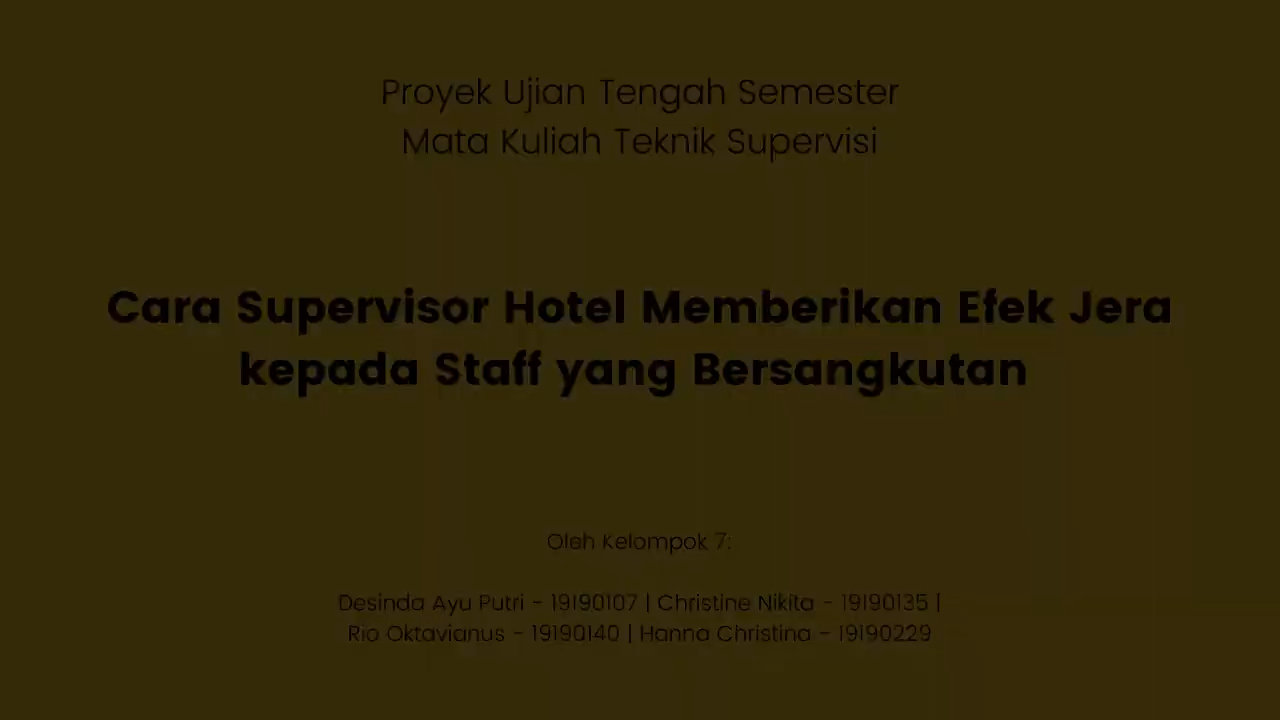 Proyek Ujian Tengah Semester
Mata Kuliah Teknik Supervisi
Cara Supervisor Hotel Memberikan Efek Jera
kepada Staff yang Bersangkutan
Oleh Kelompok 7:
Desinda Ayu Putri - 19190107 | Christine Nikita - 19190135 |
Rio Oktavianus - 19190140 | Hanna Christina - 19190229